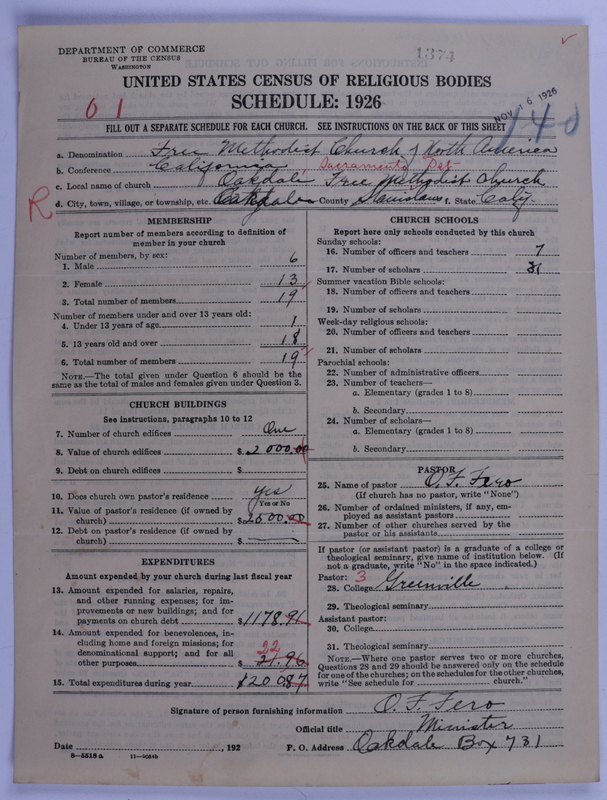 DEPARTMENT OF COMMERCE
BUREAU OF THE CENSUS
WASHINGTON
1374
UNITED STATES CENSUS OF RELIGIOUS BODIES
SCHEDULE: 1926
NOV 16 1926
01
140
FILL OUT A SEPARATE SCHEDULE FOR EACH CHURCH. SEE INSTRUCTIONS ON THE BACK OF THIS SHEET
a. Denomination Free Methodist Church of North America
b. Conference California Sacramento Dst
c. Local name of church Oakdale Free Methodist Church
R
d. City, town, village, or township, etc. Oakdale County Stanislaus f. State Calif.
MEMBERSHIP
Report number of members according to definition of
member in your church
Number of members, by sex:
1. Male 6
2. Female 13
3. Total number of members 19
Number of members under and over 13 years old:
4. Under 13 years of age 1
5. 13 years old and over 18
6. Total number of members 19
NOTE.—The total given under Question 6 should be
same as the total of males and females given under Question 3.
CHURCH BUILDINGS
See instructions, paragraphs 10 to 12
7. Number of church edifices One
8. Value of church edifices $2000.00
9. Debt on church edifices $
10. Does church own pastor's residence yes
Yes or No
11. Value of pastor's residence (if owned by
church) $2500.00
12. Debt on pastor's residence (if owned by
church) $
EXPENDITURES
Amount expended by your church during last fiscal year
13. Amount expended for salaries, repairs,
and other running expenses; for im-
provements or new buildings; and for
payments on church debt $1178.91
14. Amount expended for benevolences, in-
cluding home and foreign missions; for
denominational support; and for all
22
other purposes $21.96
15. Total expenditures during year $20087
CHURCH SCHOOLS
Report here only schools conducted by this church
Sunday schools:
16. Number of officers and teachers 7
17. Number of scholars 31
Summer vacation Bible schools:
18. Number of officers and teachers
19. Number of scholars
Week-day religious schools:
20. Number of officers and teachers
21. Number of scholars
Parochial schools:
22. Number of administrative officers
23. Number of teachers—
a. Elementary (grades 1 to 8)
b. Secondary
24. Number of scholars—
a. Elementary (grades 1 to 8)
b. Secondary
PASTOR
25. Name of pastor O. F. Fero
(If church has no pastor, write "None")
26. Number of ordained ministers, if any, em-
ployed as assistant pastors
27. Number of other churches served by the
pastor or his assistants
If pastor (or assistant pastor) is a graduate of a college or
theological seminary, give name of institution below. (If
not a graduate, write "No" in the space indicated.)
Pastor: 3
28. College Greenville
29. Theological seminary
Assistant pastor:
30. College
31. Theological seminary
NOTE.—Where one pastor serves two or more churches,
Questions 28 and 29 should be answered only on the schedule
for one of the churches; on the schedules for the other churches,
write "See schedule for church."
Signature of person furnishing information O. F. Fero
Official title Minister
Date , 192 P. O. Address Oakdale Box 731
8—5518 a 11—9054b